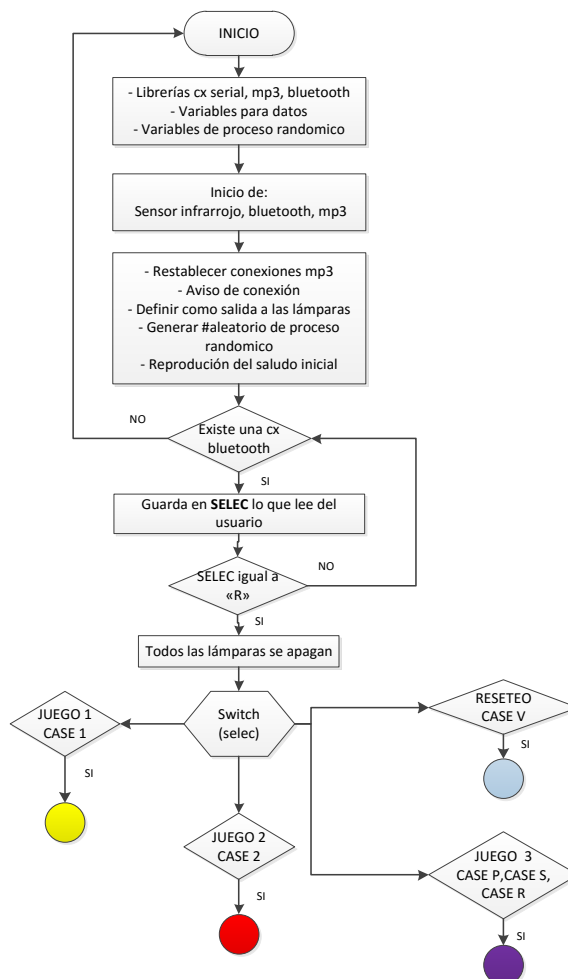 INICIO
- Librerías cx serial, mp3, bluetooth
- Variables para datos
- Variables de proceso randomico
Inicio de:
Sensor infrarrojo, bluetooth, mp3
- Restablecer conexiones mp3
- Aviso de conexión
- Definir como salida a las lámparas
- Generar #aleatorio de proceso
randomico
- Reprodución del saludo inicial
NO
Existe una cx
bluetooth
SI
Guarda en SELEC lo que lee del
usuario
SELEC igual a
«R»
NO
SI
Todos las lámparas se apagan
JUEGO 1
CASE 1
Switch
(selec)
RESETEO
CASE V
SI
SI
JUEGO 2
CASE 2
JUEGO 3
CASE P,CASE S,
CASE R
SI
SI